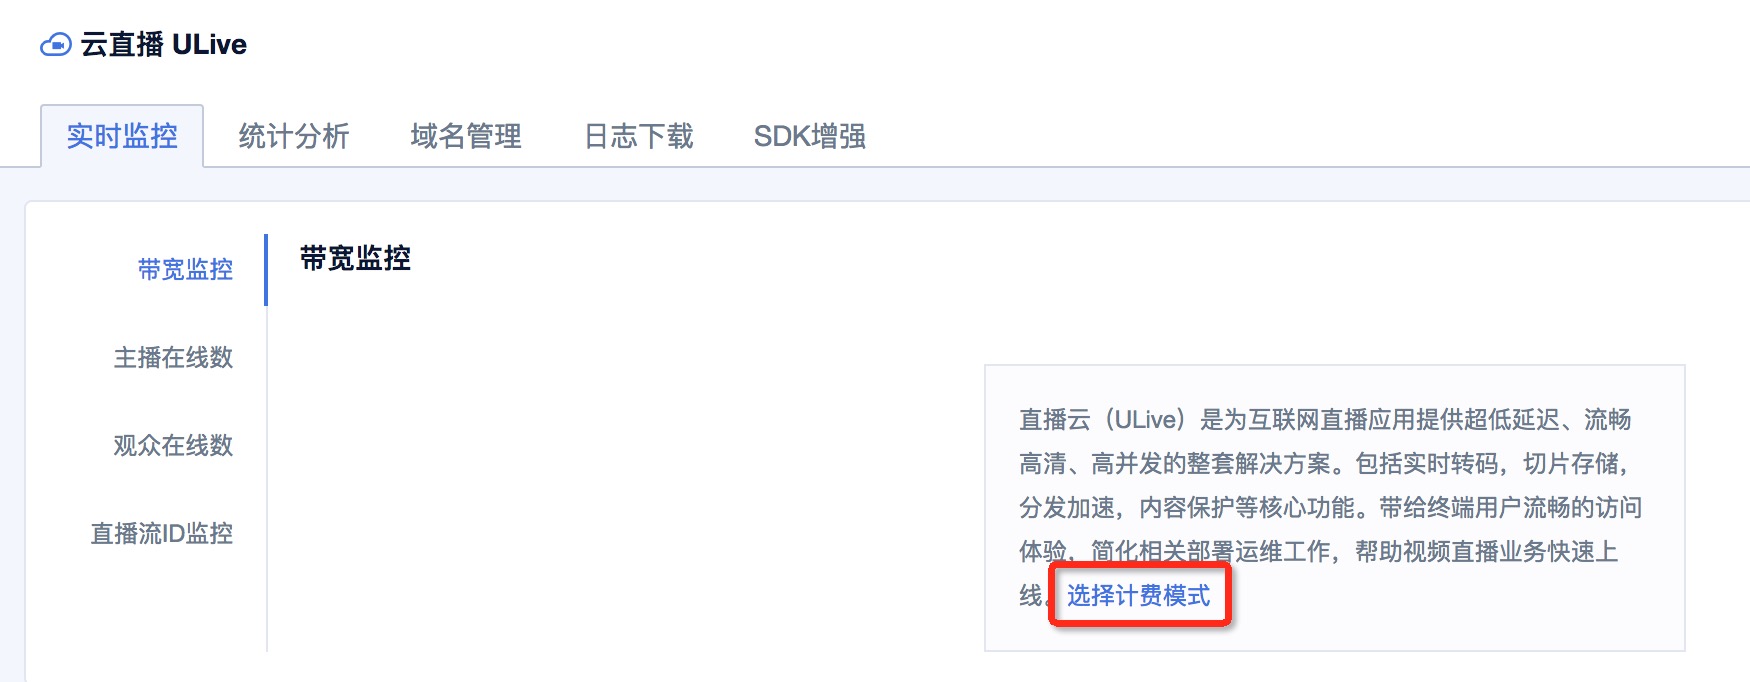 云直播 ULive
实时监控
统计分析
域名管理
日志下载
SDK增强
带宽监控
主播在线数
观众在线数
直播流ID监控
带宽监控
直播云（ULive）是为互联网直播应用提供超低延迟、流畅
高清、高并发的整套解决方案。包括实时转码，切片存储，
分发加速，内容保护等核心功能。带给终端用户流畅的访问
体验，简化相关部署运维工作，帮助视频直播业务快速上
线。选择计费模式